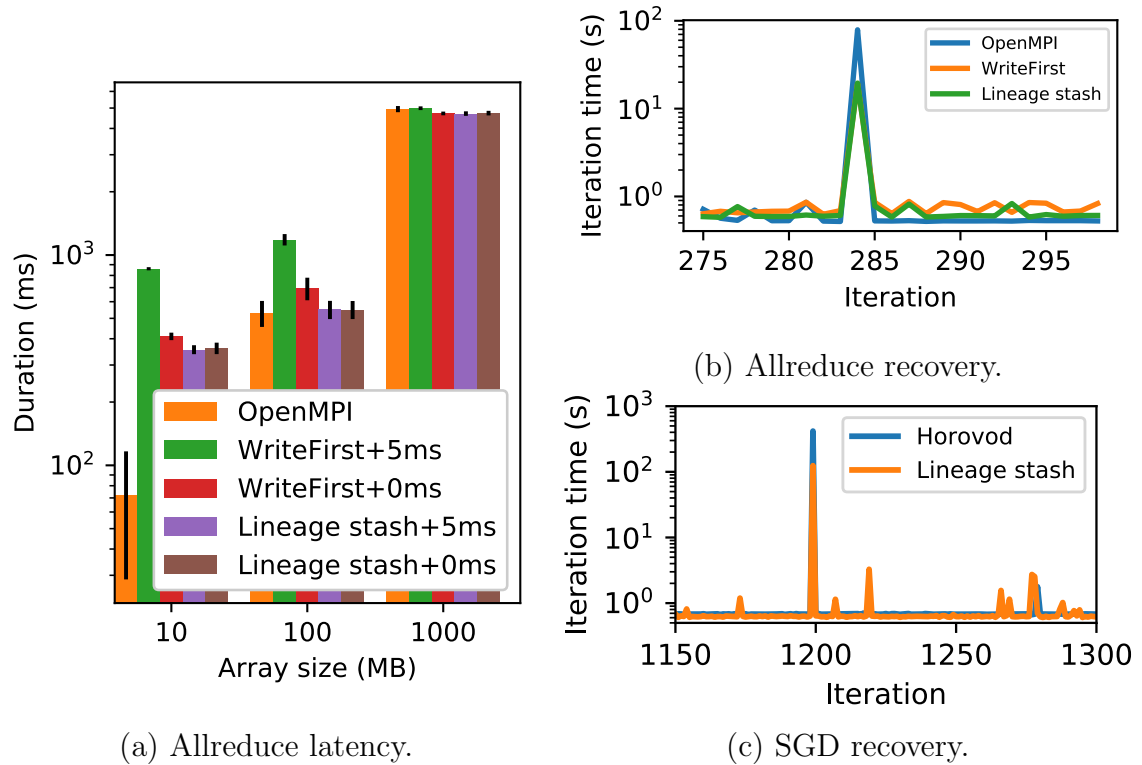 Duration (ms)
10³
10²
OpenMPI
WriteFirst+5ms
WriteFirst+0ms
Lineage stash+5ms
Lineage stash+0ms
10 100 1000
Array size (MB)
(a) Allreduce latency.
Iteration time (s)
10²
10¹
10⁰
OpenMPI
WriteFirst
Lineage stash
275 280 285 290 295
Iteration
(b) Allreduce recovery.
Iteration time (s)
10³
10²
10¹
10⁰
Horovod
Lineage stash
1150 1200 1250 1300
Iteration
(c) SGD recovery.